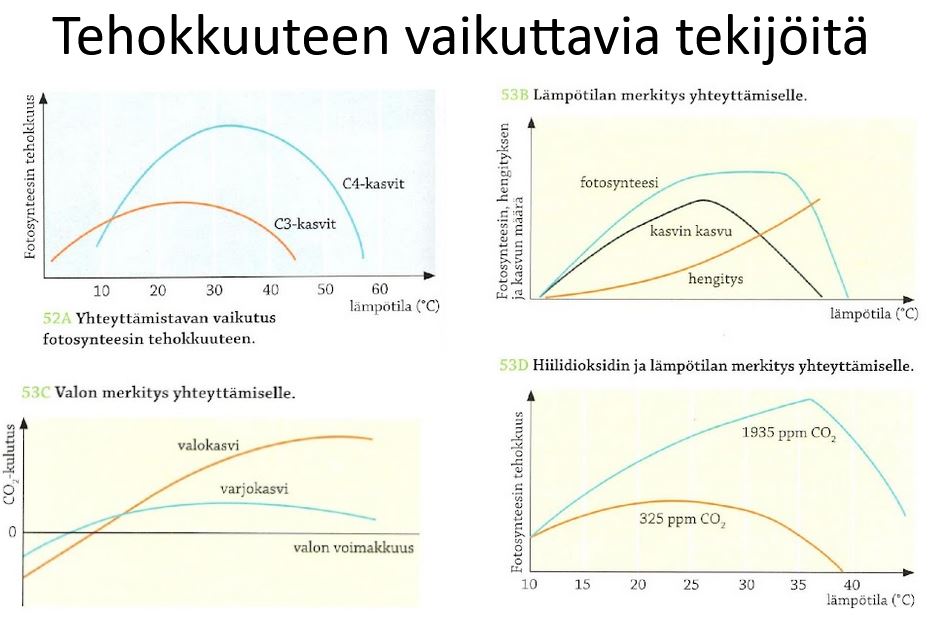 Tehokkuuteen vaikuttavia tekijöitä
Fotosynteesin tehokkuus
C4-kasvit
C3-kasvit
10 20 30 40 50 60
lämpötila (°C)
52A Yhteyttämistavan vaikutus
fotosynteesin tehokkuuteen.
53B Lämpötilan merkitys yhteyttämiselle.
Fotosynteesin, hengityksen
ja kasvun määrä
fotosynteesi
kasvin kasvu
hengitys
lämpötila (°C)
53C Valon merkitys yhteyttämiselle.
CO₂-kulutus
valokasvi
varjokasvi
0
valon voimakkuus
53D Hiilidioksidin ja lämpötilan merkitys yhteyttämiselle.
Fotosynteesin tehokkuus
1935 ppm CO₂
325 ppm CO₂
10 15 20 25 30 35 40
lämpötila (°C)